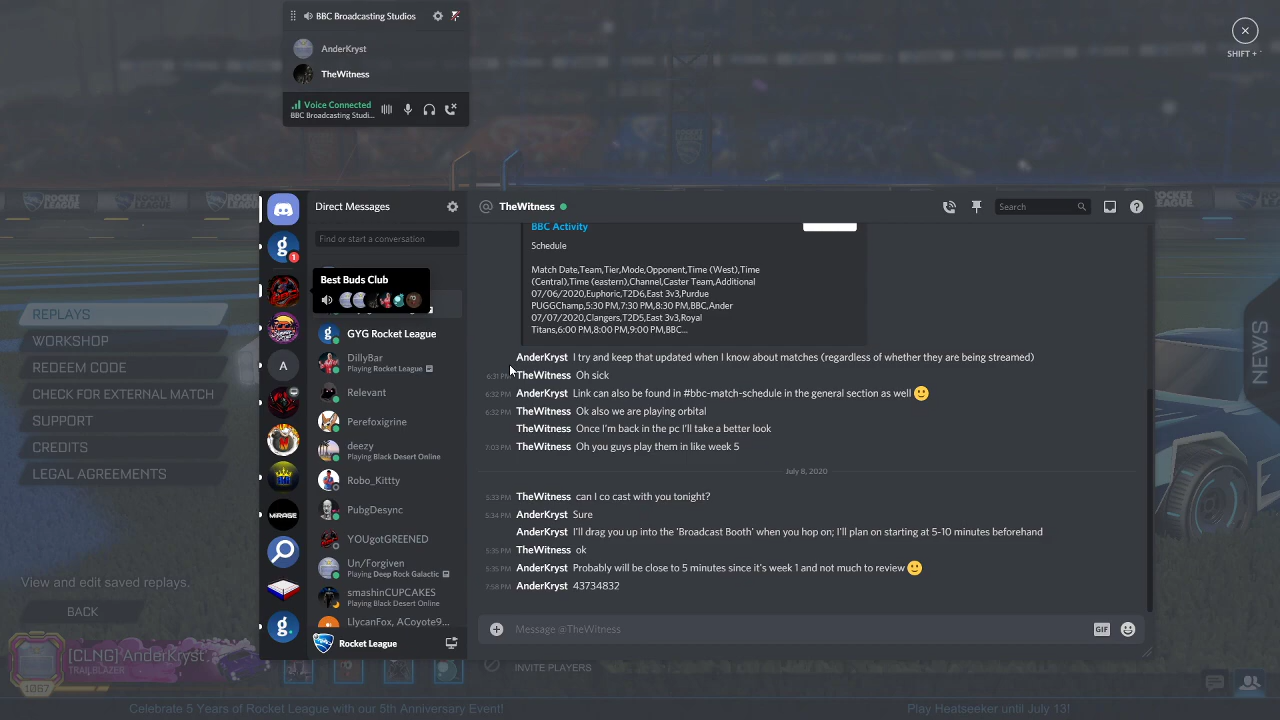 BBC Broadcasting Studios
AnderKryst
TheWitness
Voice Connected
BBC Broadcasting Studi...
SHIFT + `
Direct Messages
Find or start a conversation
Best Buds Club
GYG Rocket League
DillyBar
Playing Rocket League
Relevant
Perefoxigrine
deezy
Playing Black Desert Online
Robo_Kittty
PubgDesync
YOUgotGREENED
Un/Forgiven
Playing Deep Rock Galactic
smashinCUPCAKES
Playing Black Desert Online
LlycanFox, ACoyote9...
Rocket League
g
1
A
MIRAGE
g.
@ TheWitness
Search
BBC Activity
Schedule
Match Date,Team,Tier,Mode,Opponent,Time (West),Time
(Central),Time (eastern),Channel,Caster Team,Additional
07/06/2020,Euphoric,T2D6,East 3v3,Purdue
PUGGChamp,5:30 PM,7:30 PM,8:30 PM,BBC,Ander
07/07/2020,Clangers,T2D5,East 3v3,Royal
Titans,6:00 PM,8:00 PM,9:00 PM,BBC...
AnderKryst I try and keep that updated when I know about matches (regardless of whether they are being streamed)
6:31 PM TheWitness Oh sick
6:32 PM AnderKryst Link can also be found in #bbc-match-schedule in the general section as well 🙂
6:32 PM TheWitness Ok also we are playing orbital
TheWitness Once I'm back in the pc I'll take a better look
7:03 PM TheWitness Oh you guys play them in like week 5
July 8, 2020
5:33 PM TheWitness can I co cast with you tonight?
5:34 PM AnderKryst Sure
AnderKryst I'll drag you up into the 'Broadcast Booth' when you hop on; I'll plan on starting at 5-10 minutes beforehand
5:35 PM TheWitness ok
5:35 PM AnderKryst Probably will be close to 5 minutes since it's week 1 and not much to review 🙂
7:58 PM AnderKryst 43734832
Message @TheWitness
GIF
REPLAYS
WORKSHOP
REDEEM CODE
CHECK FOR EXTERNAL MATCH
SUPPORT
CREDITS
LEGAL AGREEMENTS
View and edit saved replays.
BACK
[CLNG] AnderKryst
TRAILBLAZER
1067
INVITE PLAYERS
NEWS
Celebrate 5 Years of Rocket League with our 5th Anniversary Event!
Play Heatseeker until July 13!